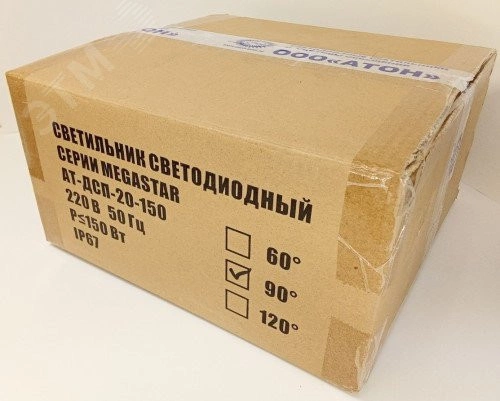 ЭТМ
ООО«АТОН»
СВЕТИЛЬНИК СВЕТОДИОДНЫЙ
СЕРИИ MEGASTAR
АТ-ДСП-20-150
220 В 50 Гц
Р≤150 Вт
IP67
60°
90°
120°